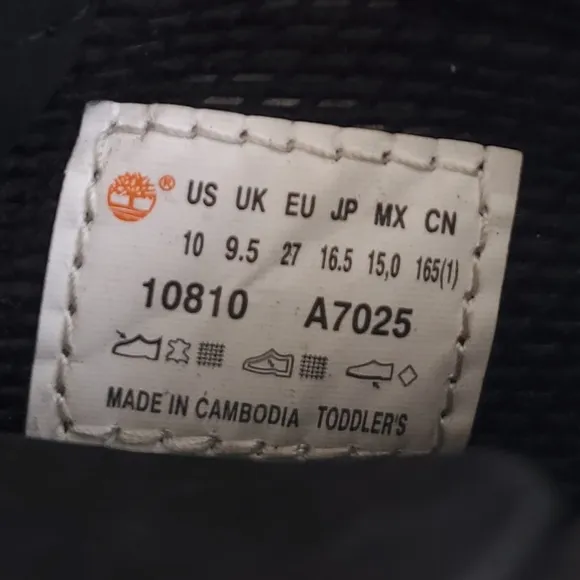 ® US UK EU JP MX CN
10 9.5 27 16.5 15,0 165(1)
10810 A7025
MADE IN CAMBODIA TODDLER'S